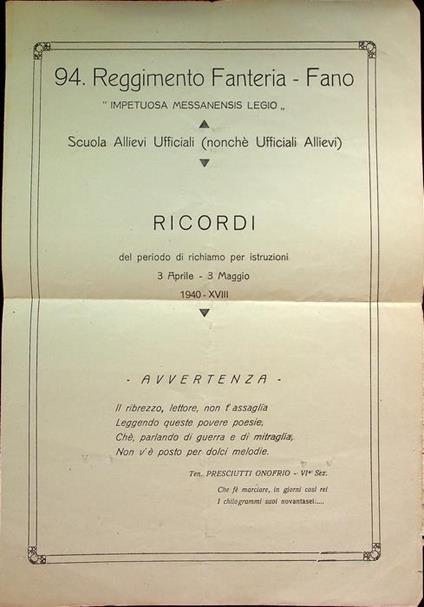 94. Reggimento Fanteria - Fano
" IMPETUOSA MESSANENSIS LEGIO „
Scuola Allievi Ufficiali (nonchè Ufficiali Allievi)
RICORDI
del periodo di richiamo per istruzioni
3 Aprile - 3 Maggio
1940 - XVIII
- AVVERTENZA -
Il ribrezzo, lettore, non t'assaglia
Leggendo queste povere poesie,
Chè, parlando di guerra e di mitraglia,
Non v'è posto per dolci melodie.
Ten. PRESCIUTTI ONOFRIO - VIª Sez.
Che fè marciare, in giorni così rei
I chilogrammi suoi novantasei.....